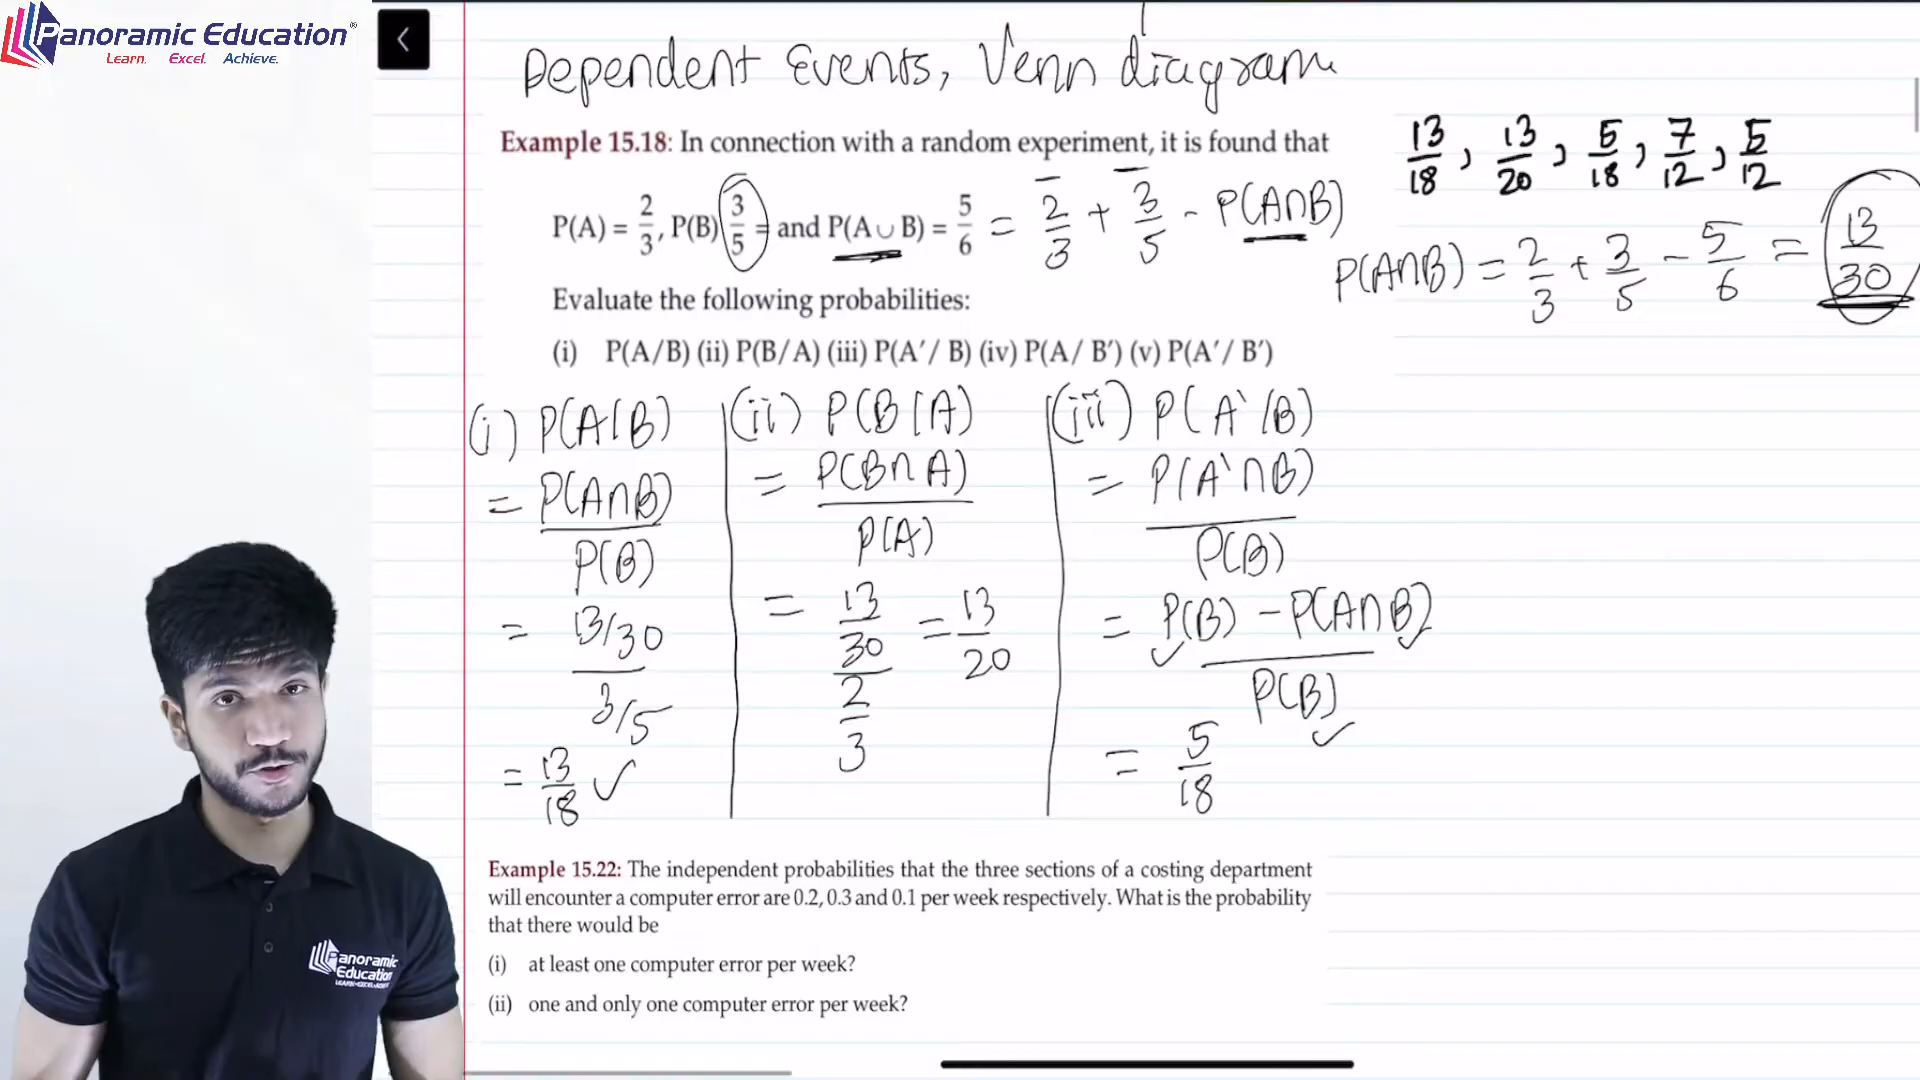 Panoramic Education®
Learn. Excel. Achieve.
Dependent Events, Venn diagram
Example 15.18: In connection with a random experiment, it is found that
13/18, 13/20, 5/18, 7/12, 5/12
P(A) = 2/3, P(B) 3/5 = and P(A ∪ B) = 5/6 = 2/3 + 3/5 - P(A∩B)
P(A∩B) = 2/3 + 3/5 - 5/6 = 13/30
Evaluate the following probabilities:
(i) P(A/B) (ii) P(B/A) (iii) P(A′/ B) (iv) P(A/ B′) (v) P(A′/ B′)
(i) P(A/B)
= P(A∩B)/P(B)
= 13/30 / 3/5
= 13/18 ✓
(ii) P(B/A)
= P(B∩A)/P(A)
= 13/30 / 2/3 = 13/20
(iii) P(A`/B)
= P(A`∩B)/P(B)
= P(B) - P(A∩B) / P(B)
= 5/18
Example 15.22: The independent probabilities that the three sections of a costing department
will encounter a computer error are 0.2, 0.3 and 0.1 per week respectively. What is the probability
that there would be
(i) at least one computer error per week?
(ii) one and only one computer error per week?
Panoramic
Education
LEARN•EXCEL•ACHIEVE